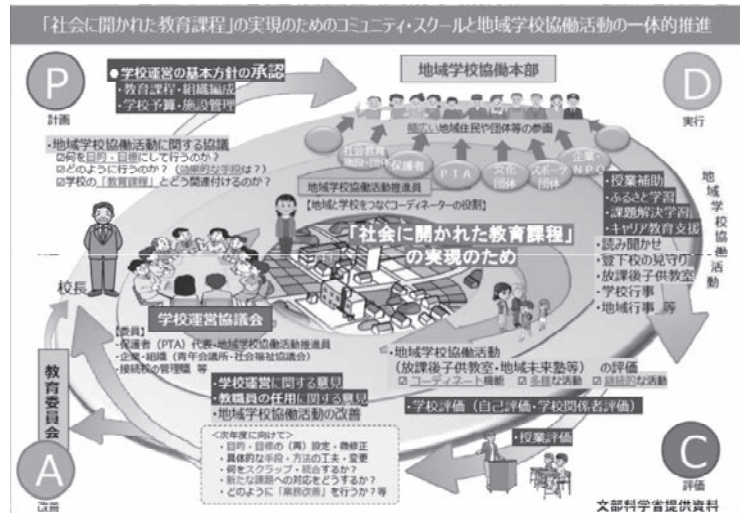 「社会に開かれた教育課程」の実現のためのコミュニティ・スクールと地域学校協働活動の一体的推進
P
計画
●学校運営の基本方針の承認
・教育課程・組織編成
・学校予算・施設管理
・地域学校協働活動に関する協議
☑何を目的・目標にして行うのか?
☑どのように行うのか?(効果的な手段は?)
☑学校の「教育課程」とどう関連付けるのか?
地域学校協働本部
幅広い地域住民や団体等の参画
社会教育
施設・団体
保護者
PTA
文化
団体
スポーツ
団体
企業・
NPO
地域学校協働活動推進員
【地域と学校をつなぐコーディネーターの役割】
D
実行
地域学校協働活動
・授業補助
・ふるさと学習
・課題解決学習
・キャリア教育支援
・読み聞かせ
・登下校の見守り
・放課後子供教室
・学校行事
・地域行事 等
「社会に開かれた教育課程」
の実現のため
校長
学校運営協議会
【委員】
・保護者(PTA)代表・地域学校協働活動推進員
・企業・組織(青年会議所・社会福祉協議会)
・接続校の管理職 等
・地域学校協働活動
(放課後子供教室・地域未来塾等) の評価
☑コーディネート機能 ☑多様な活動 ☑継続的な活動
・学校評価(自己評価・学校関係者評価)
・授業評価
C
評価
教育委員会
・学校運営に関する意見
・教職員の任用に関する意見
・地域学校協働活動の改善
<次年度に向けて>
・目的・目標の(再)設定・微修正
・具体的な手段・方法の工夫・変更
・何をスクラップ・統合するか?
・新たな課題への対応をどうするか?
・どのように「業務改善」を行うか?等
A
改善
文部科学省提供資料